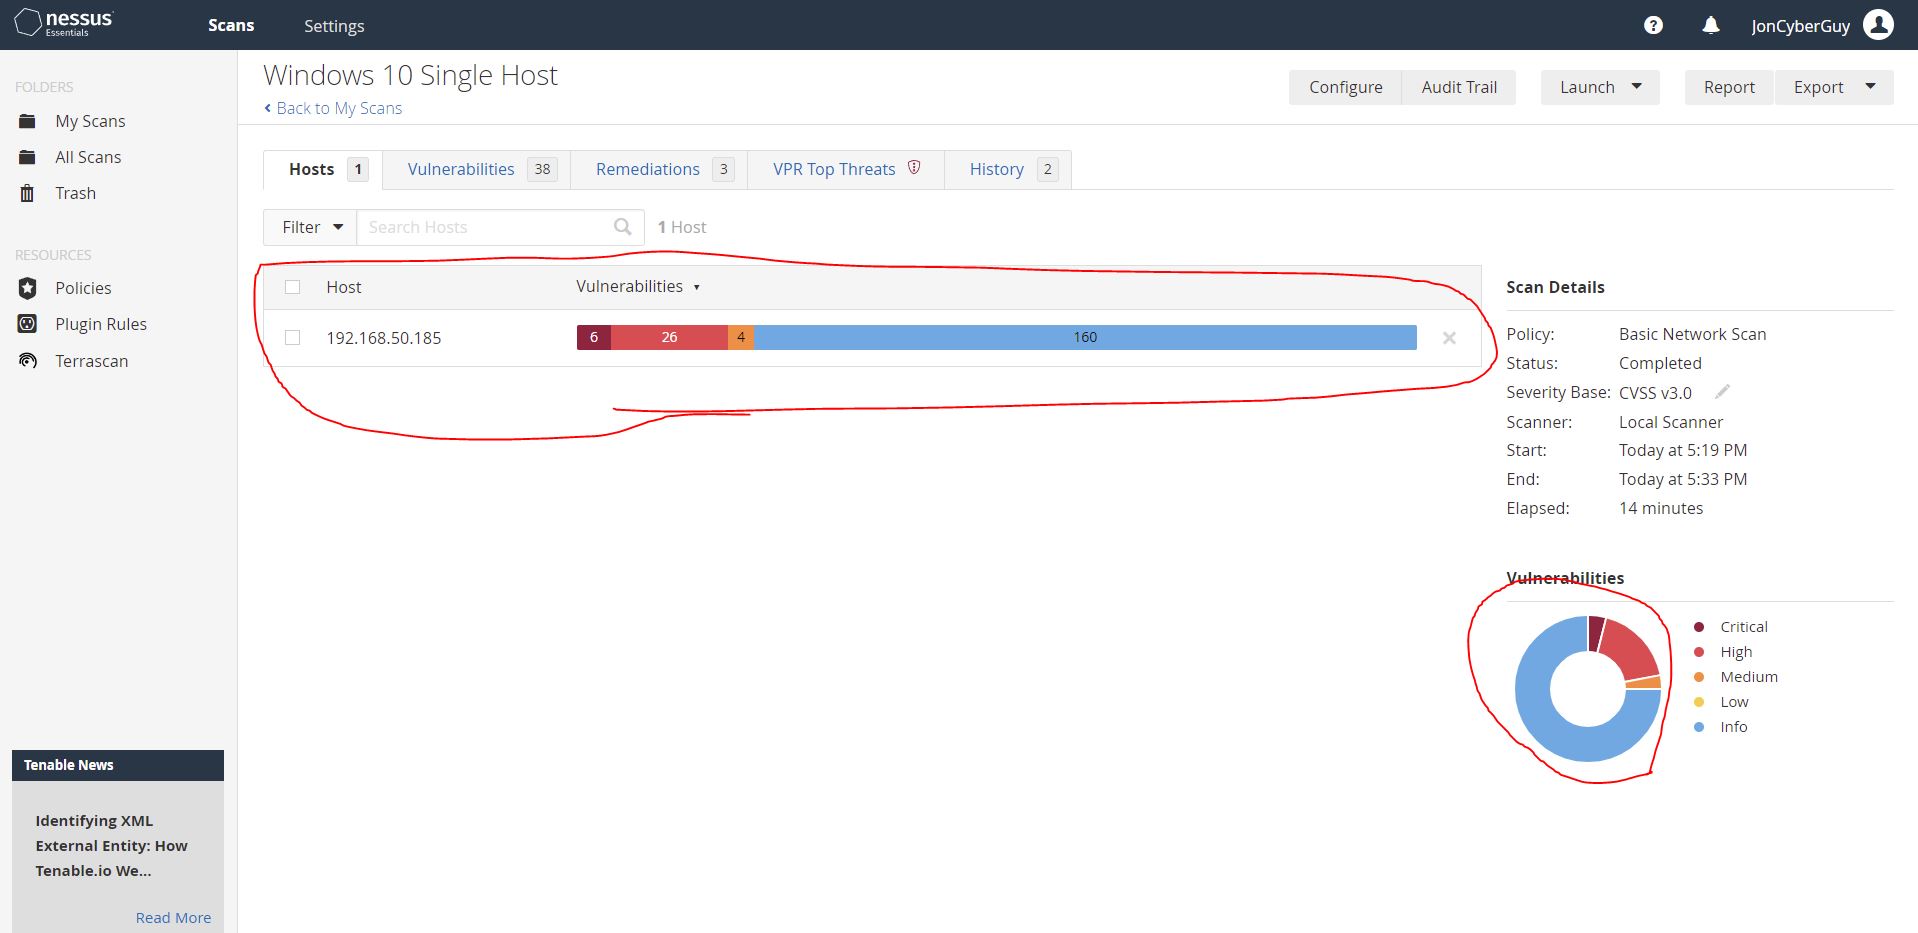 nessus
Essentials
Scans
Settings
?
JonCyberGuy
FOLDERS
My Scans
All Scans
Trash
RESOURCES
Policies
Plugin Rules
Terrascan
Tenable News
Identifying XML
External Entity: How
Tenable.io We...
Read More
Windows 10 Single Host
Back to My Scans
Configure
Audit Trail
Launch
Report
Export
Hosts 1
Vulnerabilities 38
Remediations 3
VPR Top Threats
History 2
Filter
Search Hosts
1 Host
Host Vulnerabilities
192.168.50.185 6 26 4 160
Scan Details
Policy: Basic Network Scan
Status: Completed
Severity Base: CVSS v3.0
Scanner: Local Scanner
Start: Today at 5:19 PM
End: Today at 5:33 PM
Elapsed: 14 minutes
Vulnerabilities
Critical
High
Medium
Low
Info